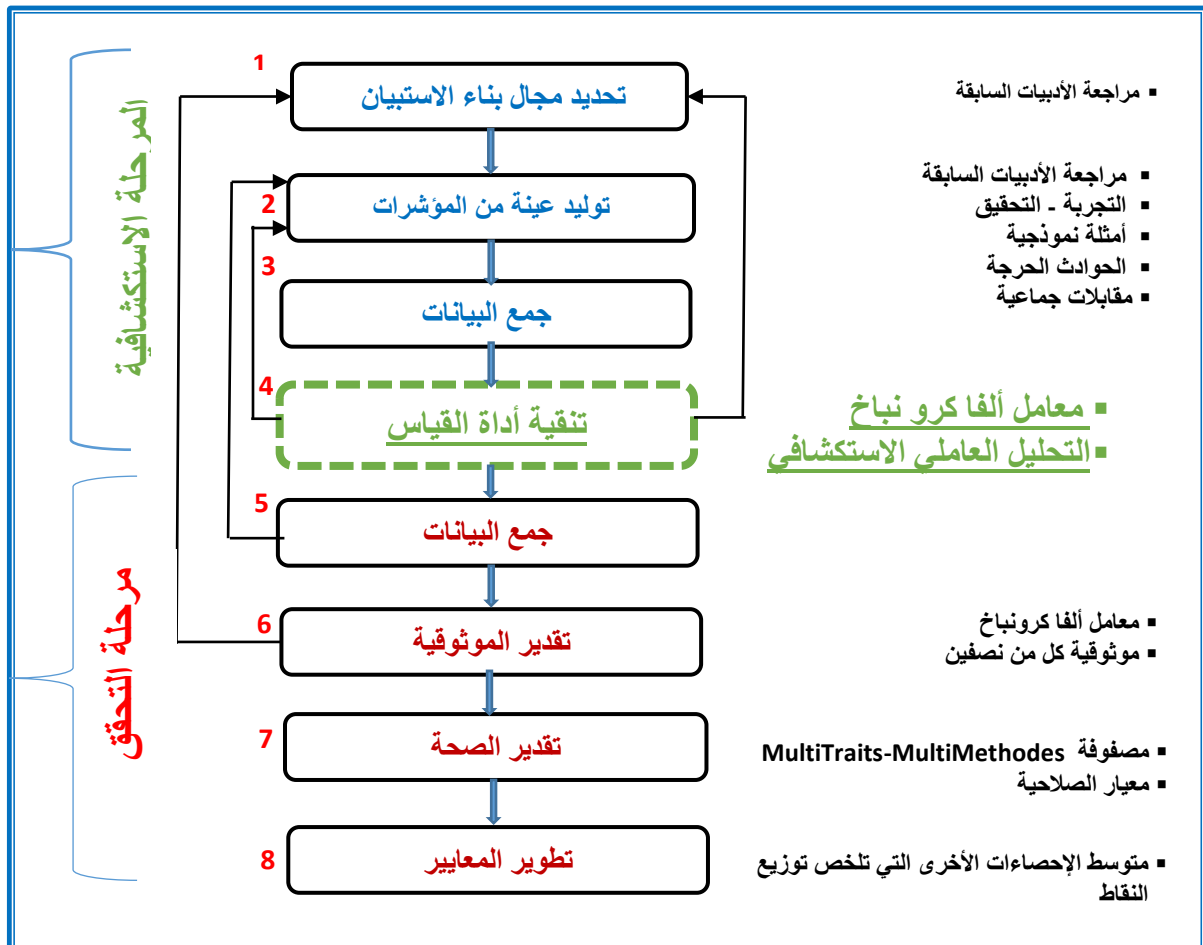 المرحلة الاستكشافية
1
تحديد مجال بناء الاستبيان
▪ مراجعة الأدبيات السابقة
2
توليد عينة من المؤشرات
▪ مراجعة الأدبيات السابقة
▪ التجربة - التحقيق
▪ أمثلة نموذجية
▪ الحوادث الحرجة
▪ مقابلات جماعية
3
جمع البيانات
4
تنقية أداة القياس
▪ معامل ألفا كرو نباخ
▪ التحليل العاملي الاستكشافي
مرحلة التحقق
5
جمع البيانات
6
تقدير الموثوقية
▪ معامل ألفا كرونباخ
▪ موثوقية كل من نصفين
7
تقدير الصحة
▪ مصفوفة MultiTraits-MultiMethodes
▪ معيار الصلاحية
8
تطوير المعايير
▪ متوسط الإحصاءات الأخرى التي تلخص توزيع
النقاط